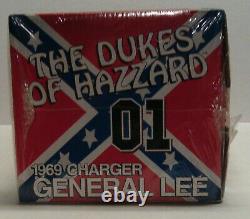 THE DUKES
OF HAZZARD
01
1969 CHARGER
GENERAL LEE